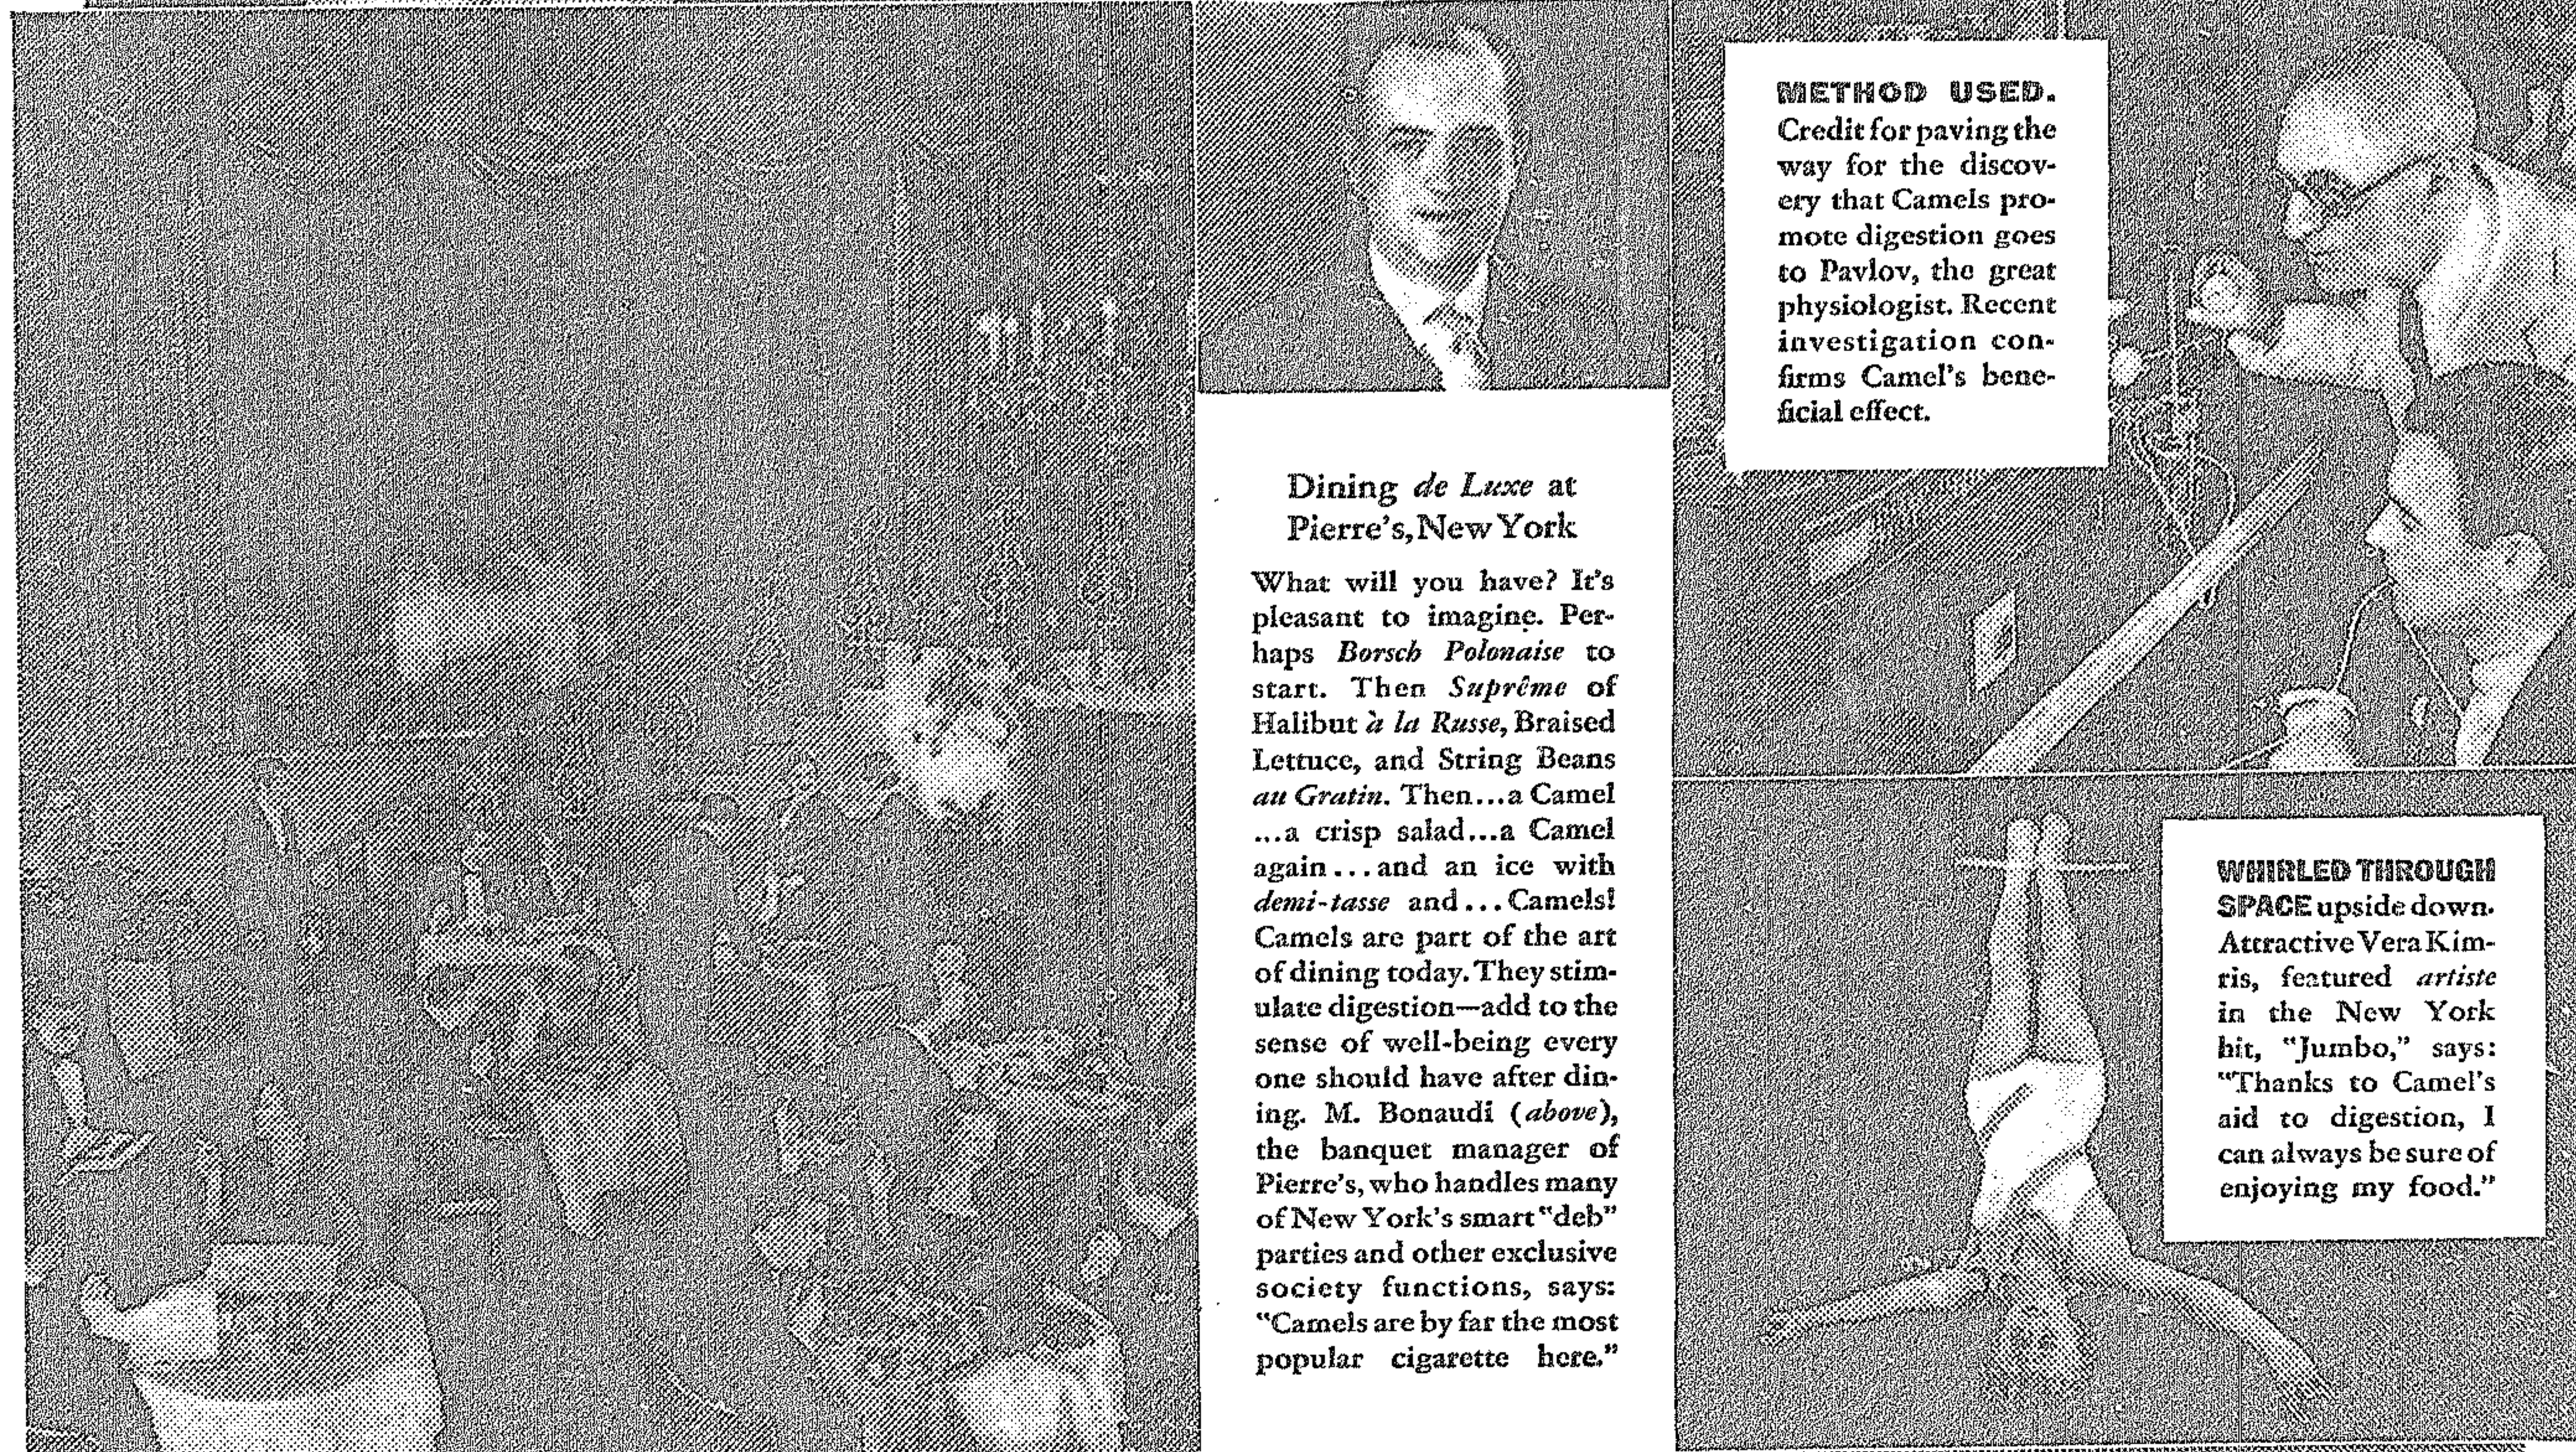 Dining de Luxe at
Pierre's, New York
What will you have? It's
pleasant to imagine. Per-
haps Borsch Polonaise to
start. Then Suprême of
Halibut à la Russe, Braised
Lettuce, and String Beans
au Gratin. Then...a Camel
...a crisp salad...a Camel
again...and an ice with
demi-tasse and...Camels!
Camels are part of the art
of dining today. They stim-
ulate digestion—add to the
sense of well-being every
one should have after din-
ing. M. Bonaudi (above),
the banquet manager of
Pierre's, who handles many
of New York's smart "deb"
parties and other exclusive
society functions, says:
"Camels are by far the most
popular cigarette here."
METHOD USED.
Credit for paving the
way for the discov-
ery that Camels pro-
mote digestion goes
to Pavlov, the great
physiologist. Recent
investigation con-
firms Camel's bene-
ficial effect.
WHIRLED THROUGH
SPACE upside down.
Attractive Vera Kim-
ris, featured artiste
in the New York
hit, "Jumbo," says:
"Thanks to Camel's
aid to digestion, I
can always be sure of
enjoying my food."